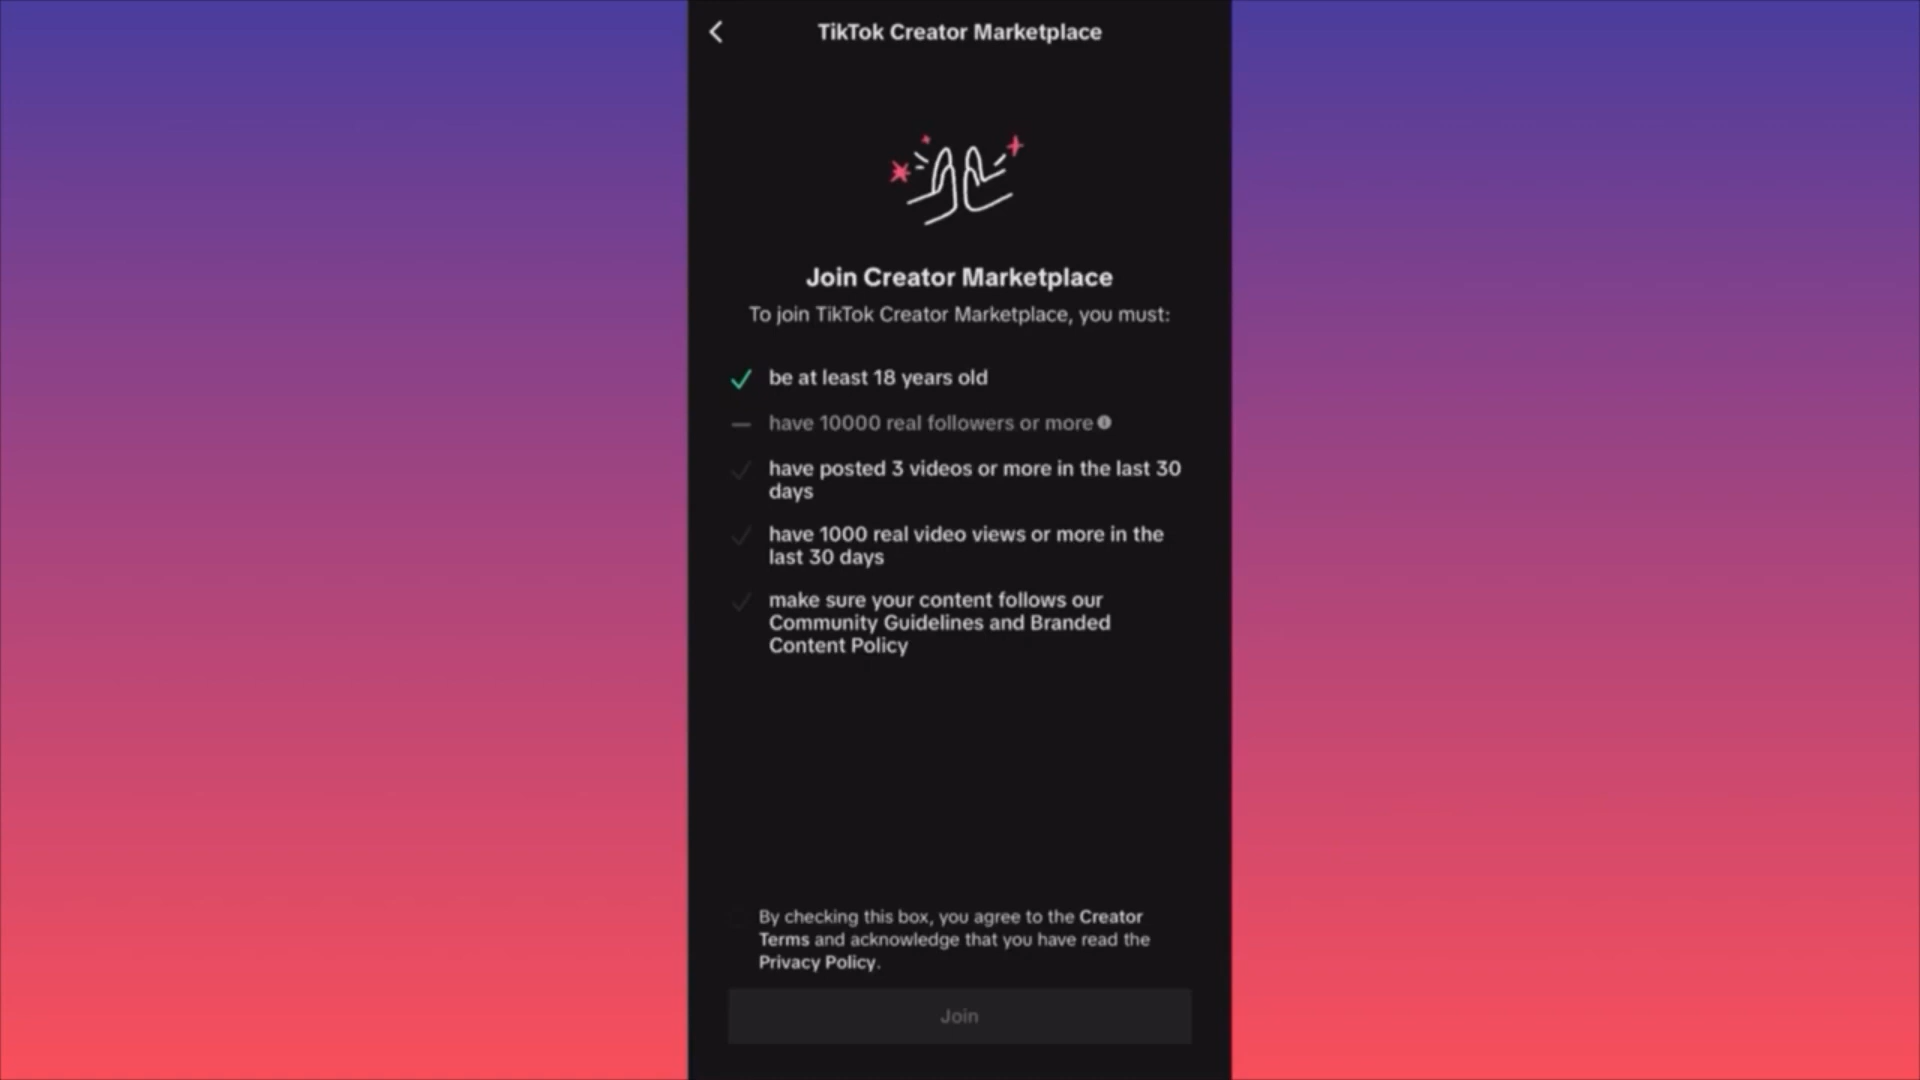 TikTok Creator Marketplace
Join Creator Marketplace
To join TikTok Creator Marketplace, you must:
be at least 18 years old
have 10000 real followers or more
have posted 3 videos or more in the last 30
days
have 1000 real video views or more in the
last 30 days
make sure your content follows our
Community Guidelines and Branded
Content Policy
By checking this box, you agree to the Creator
Terms and acknowledge that you have read the
Privacy Policy.
Join